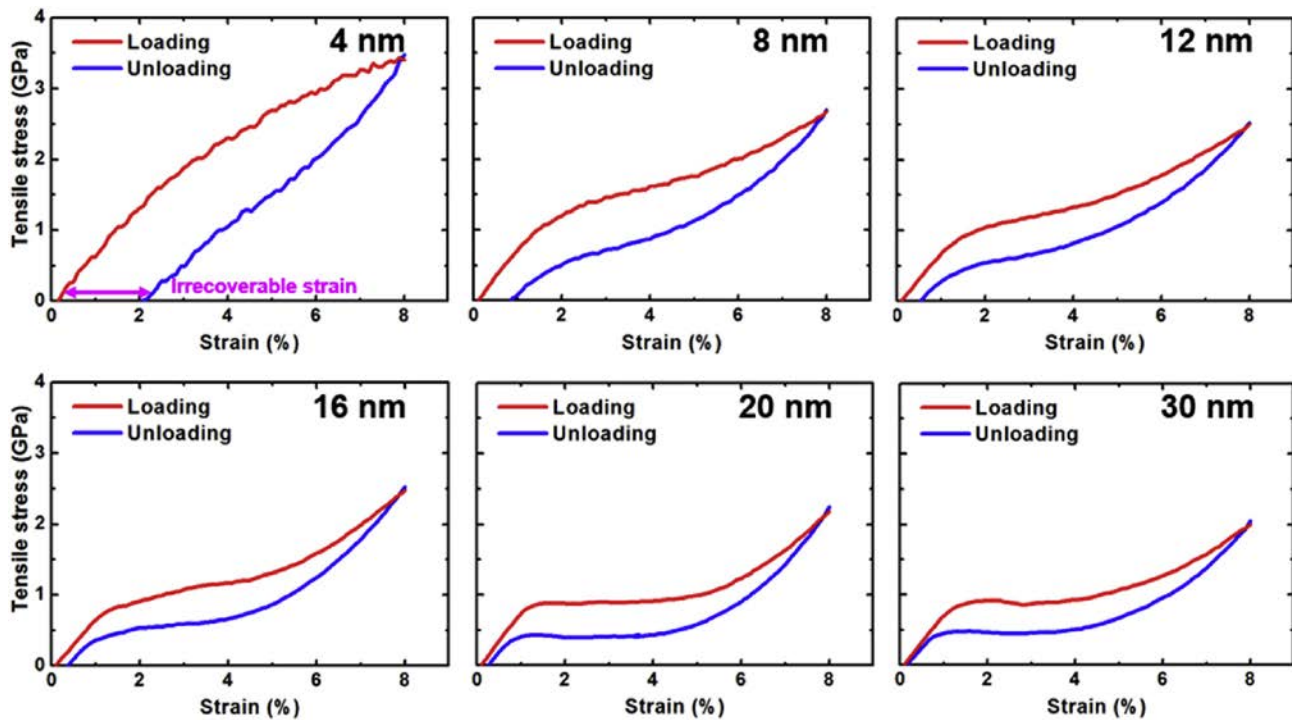 4
3
2
1
0
Tensile stress (GPa)
Loading
Unloading
4 nm
Irrecoverable strain
0 2 4 6 8
Strain (%)
Loading
Unloading
8 nm
0 2 4 6 8
Strain (%)
Loading
Unloading
12 nm
0 2 4 6 8
Strain (%)
4
3
2
1
0
Tensile stress (GPa)
Loading
Unloading
16 nm
0 2 4 6 8
Strain (%)
Loading
Unloading
20 nm
0 2 4 6 8
Strain (%)
Loading
Unloading
30 nm
0 2 4 6 8
Strain (%)